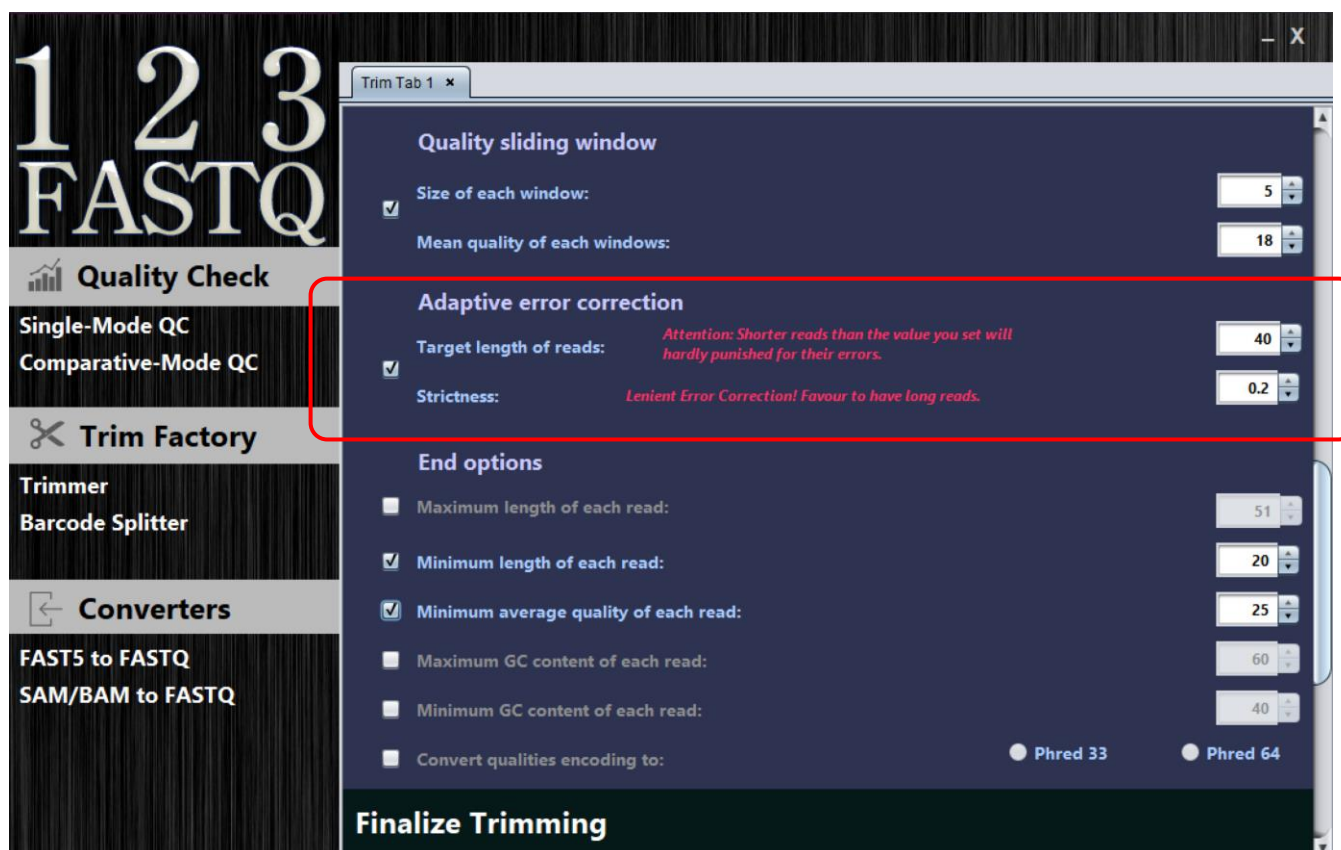 – X
1 2 3
FASTQ
Trim Tab 1 ×
Quality Check
Single-Mode QC
Comparative-Mode QC
Trim Factory
Trimmer
Barcode Splitter
Converters
FAST5 to FASTQ
SAM/BAM to FASTQ
Quality sliding window
Size of each window: 5
Mean quality of each windows: 18
Adaptive error correction
Target length of reads: Attention: Shorter reads than the value you set will 40
hardly punished for their errors.
Strictness: Lenient Error Correction! Favour to have long reads. 0.2
End options
Maximum length of each read: 51
Minimum length of each read: 20
Minimum average quality of each read: 25
Maximum GC content of each read: 60
Minimum GC content of each read: 40
Convert qualities encoding to: Phred 33 Phred 64
Finalize Trimming